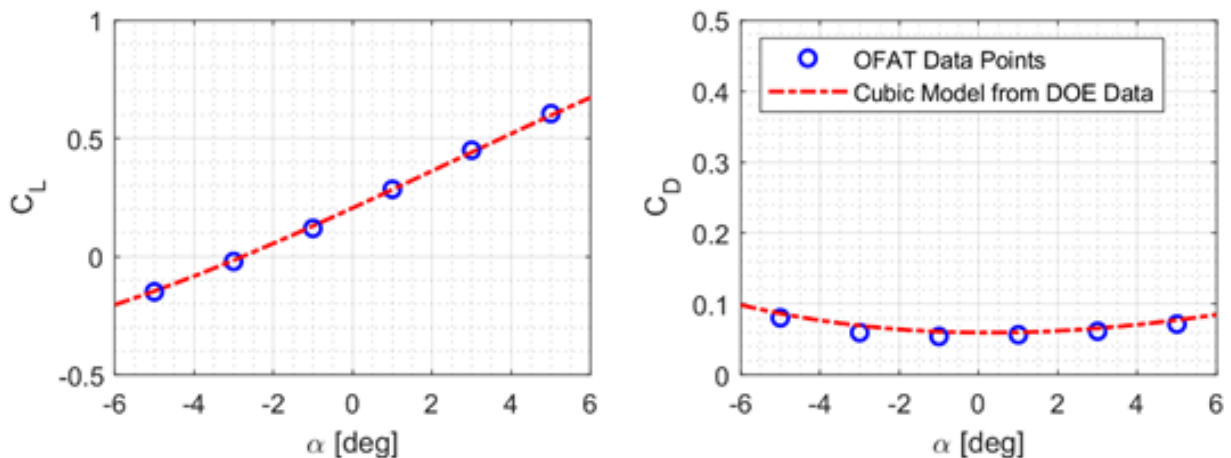 1
0.5
0
-0.5
C_L
-6 -4 -2 0 2 4 6
α [deg]
0.5
0.4
0.3
0.2
0.1
0
C_D
OFAT Data Points
Cubic Model from DOE Data
-6 -4 -2 0 2 4 6
α [deg]